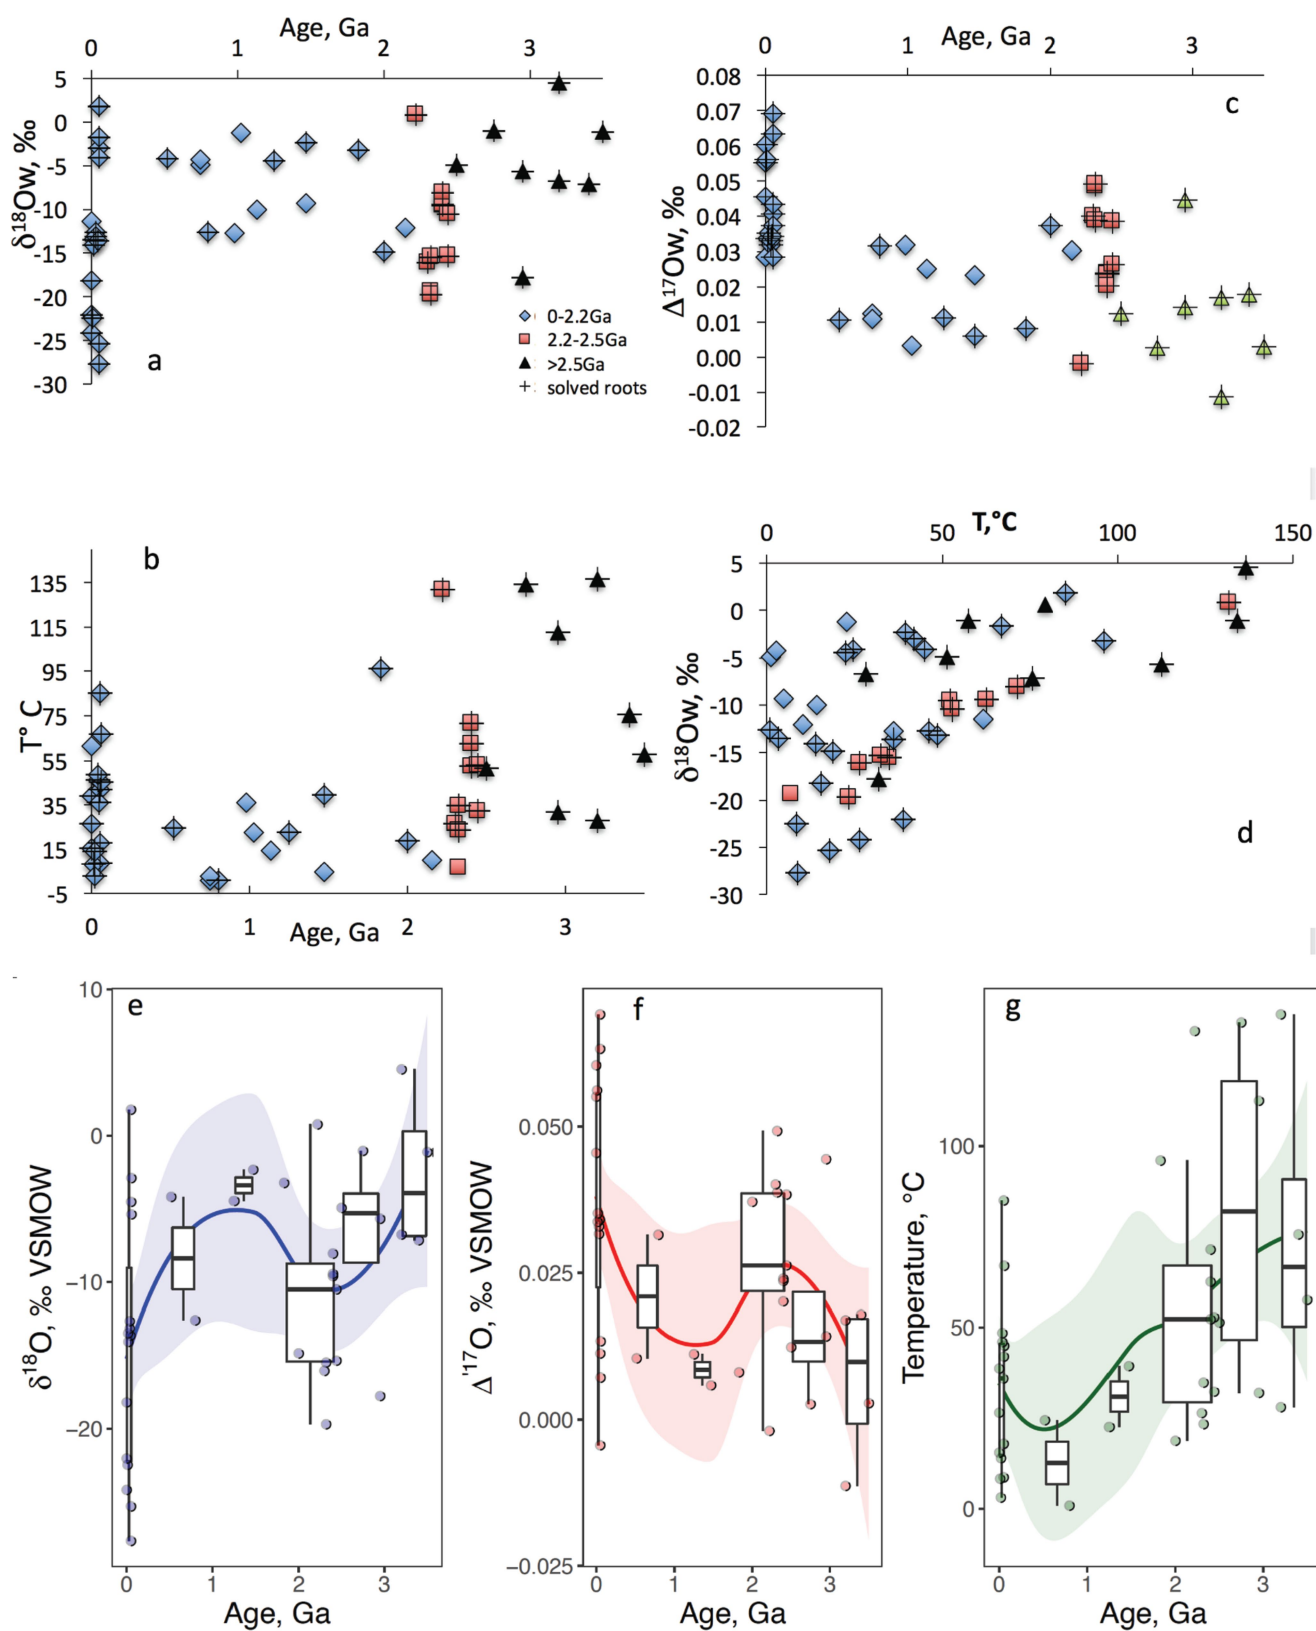 Age, Ga
0 1 2 3
5
0
-5
-10
-15
-20
-25
-30
δ18Ow, ‰
a
0-2.2Ga
2.2-2.5Ga
>2.5Ga
solved roots
Age, Ga
0 1 2 3
0.08
0.07
0.06
0.05
0.04
0.03
0.02
0.01
0.00
-0.01
-0.02
Δ17Ow, ‰
c
b
135
115
95
75
55
35
15
-5
T° C
0 1 2 3
Age, Ga
T,°C
0 50 100 150
5
0
-5
-10
-15
-20
-25
-30
δ18Ow, ‰
d
e
10
0
−10
−20
δ18O, ‰ VSMOW
0 1 2 3
Age, Ga
f
0.050
0.025
0.000
−0.025
Δ'17O, ‰ VSMOW
0 1 2 3
Age, Ga
g
100
50
0
Temperature, °C
0 1 2 3
Age, Ga